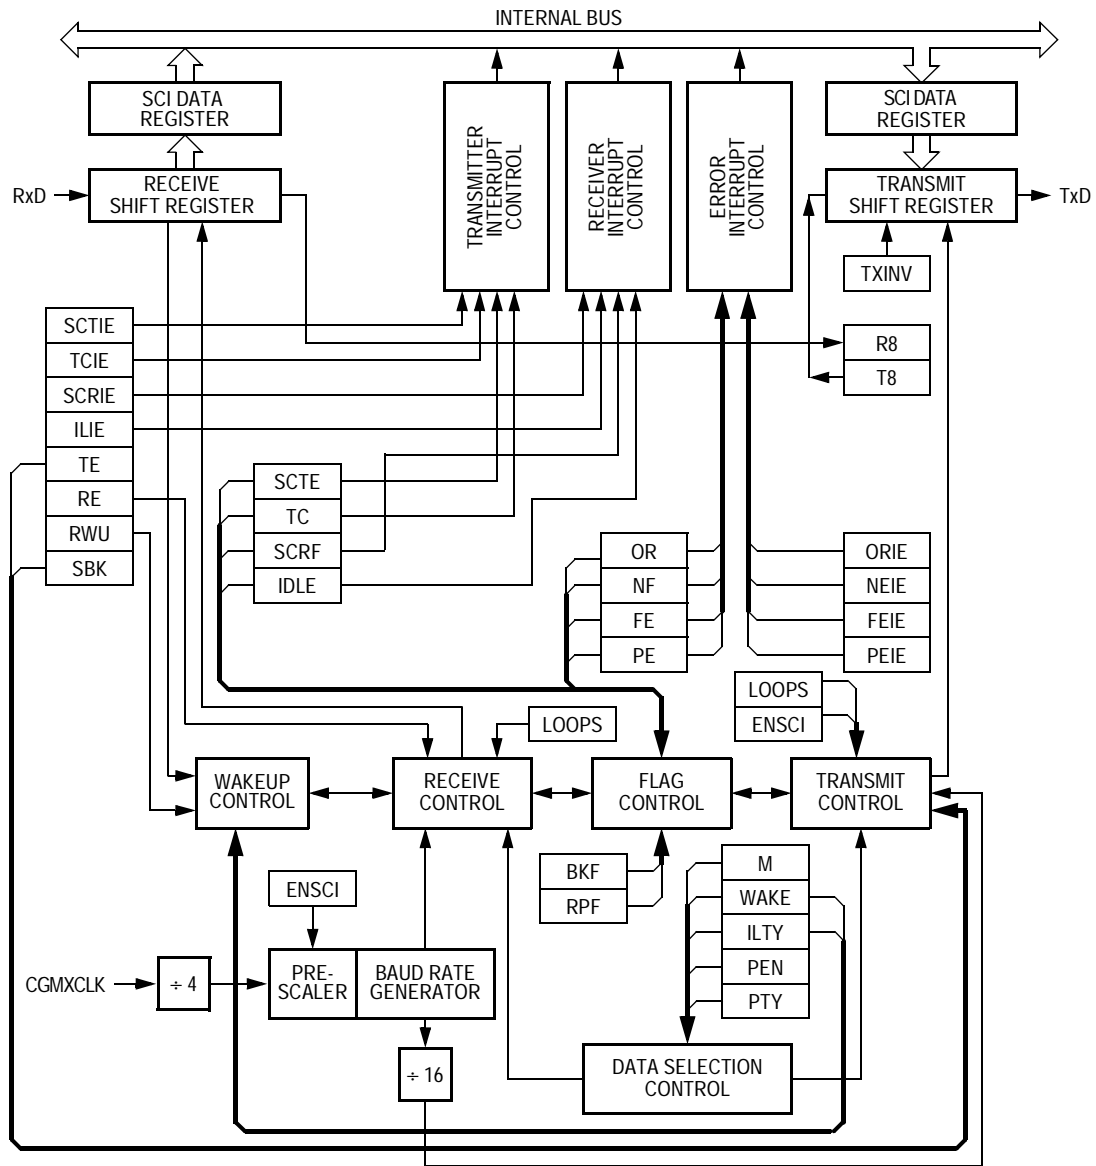 INTERNAL BUS
SCI DATA
REGISTER
SCI DATA
REGISTER
TRANSMITTER
INTERRUPT
CONTROL
RECEIVER
INTERRUPT
CONTROL
ERROR
INTERRUPT
CONTROL
RxD
RECEIVE
SHIFT REGISTER
TRANSMIT
SHIFT REGISTER
TxD
TXINV
SCTIE
TCIE
SCRIE
ILIE
TE
RE
RWU
SBK
R8
T8
SCTE
TC
SCRF
IDLE
OR
NF
FE
PE
ORIE
NEIE
FEIE
PEIE
LOOPS
LOOPS
ENSCI
WAKEUP
CONTROL
RECEIVE
CONTROL
FLAG
CONTROL
TRANSMIT
CONTROL
BKF
RPF
M
WAKE
ILTY
PEN
PTY
ENSCI
CGMXCLK
÷ 4
PRE-
SCALER
BAUD RATE
GENERATOR
÷ 16
DATA SELECTION
CONTROL